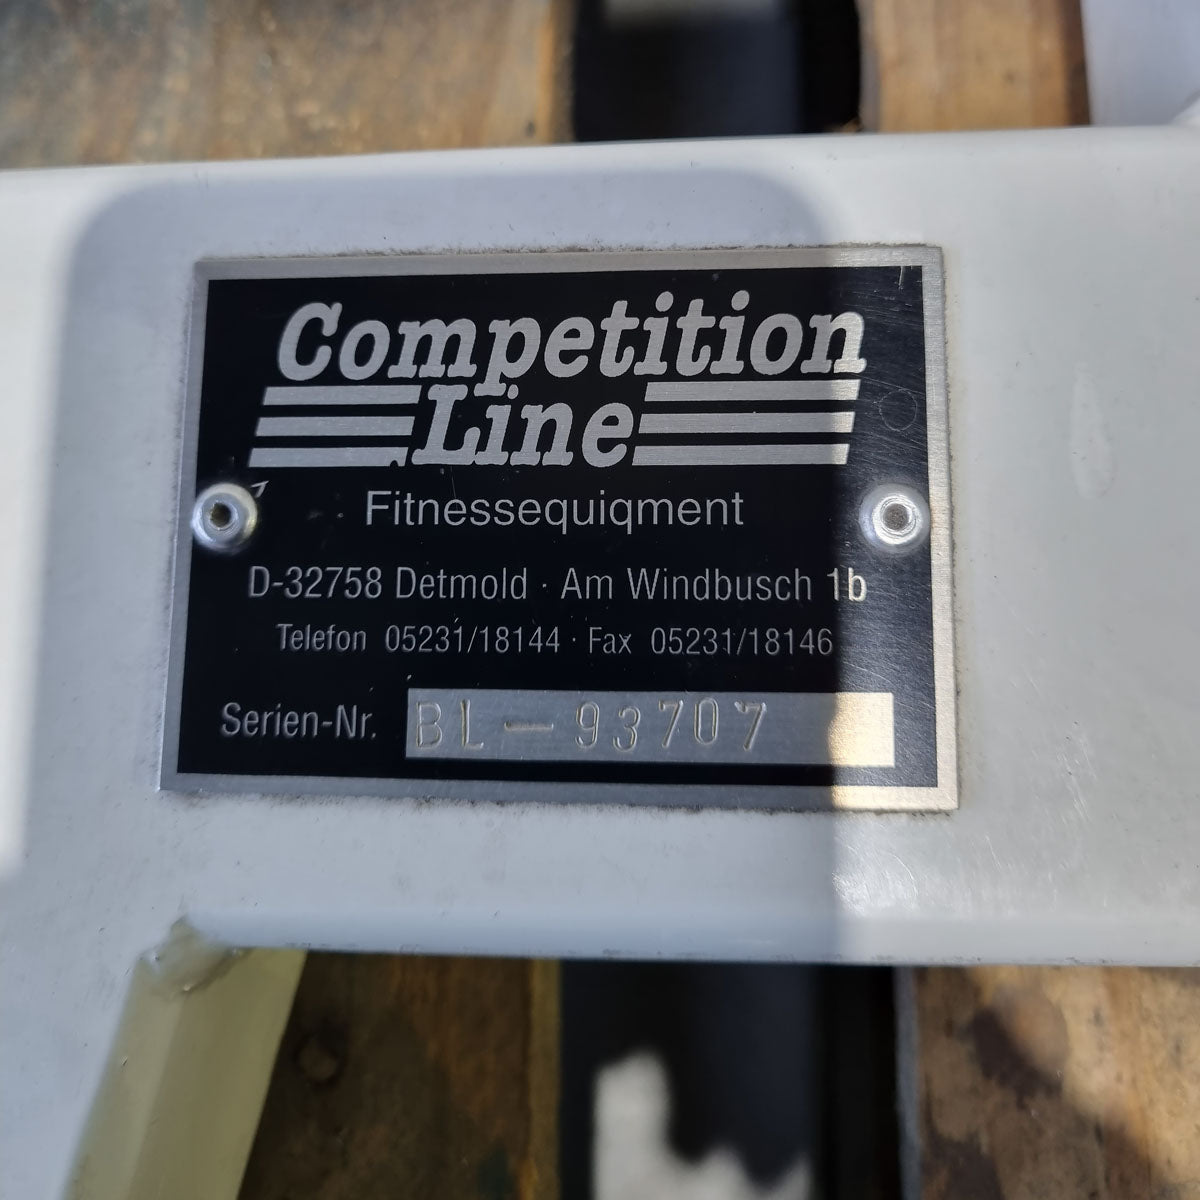 Competition
Line
Fitnessequiqment
D-32758 Detmold · Am Windbusch 1b
Telefon 05231/18144 · Fax 05231/18146
Serien-Nr. BL-93707